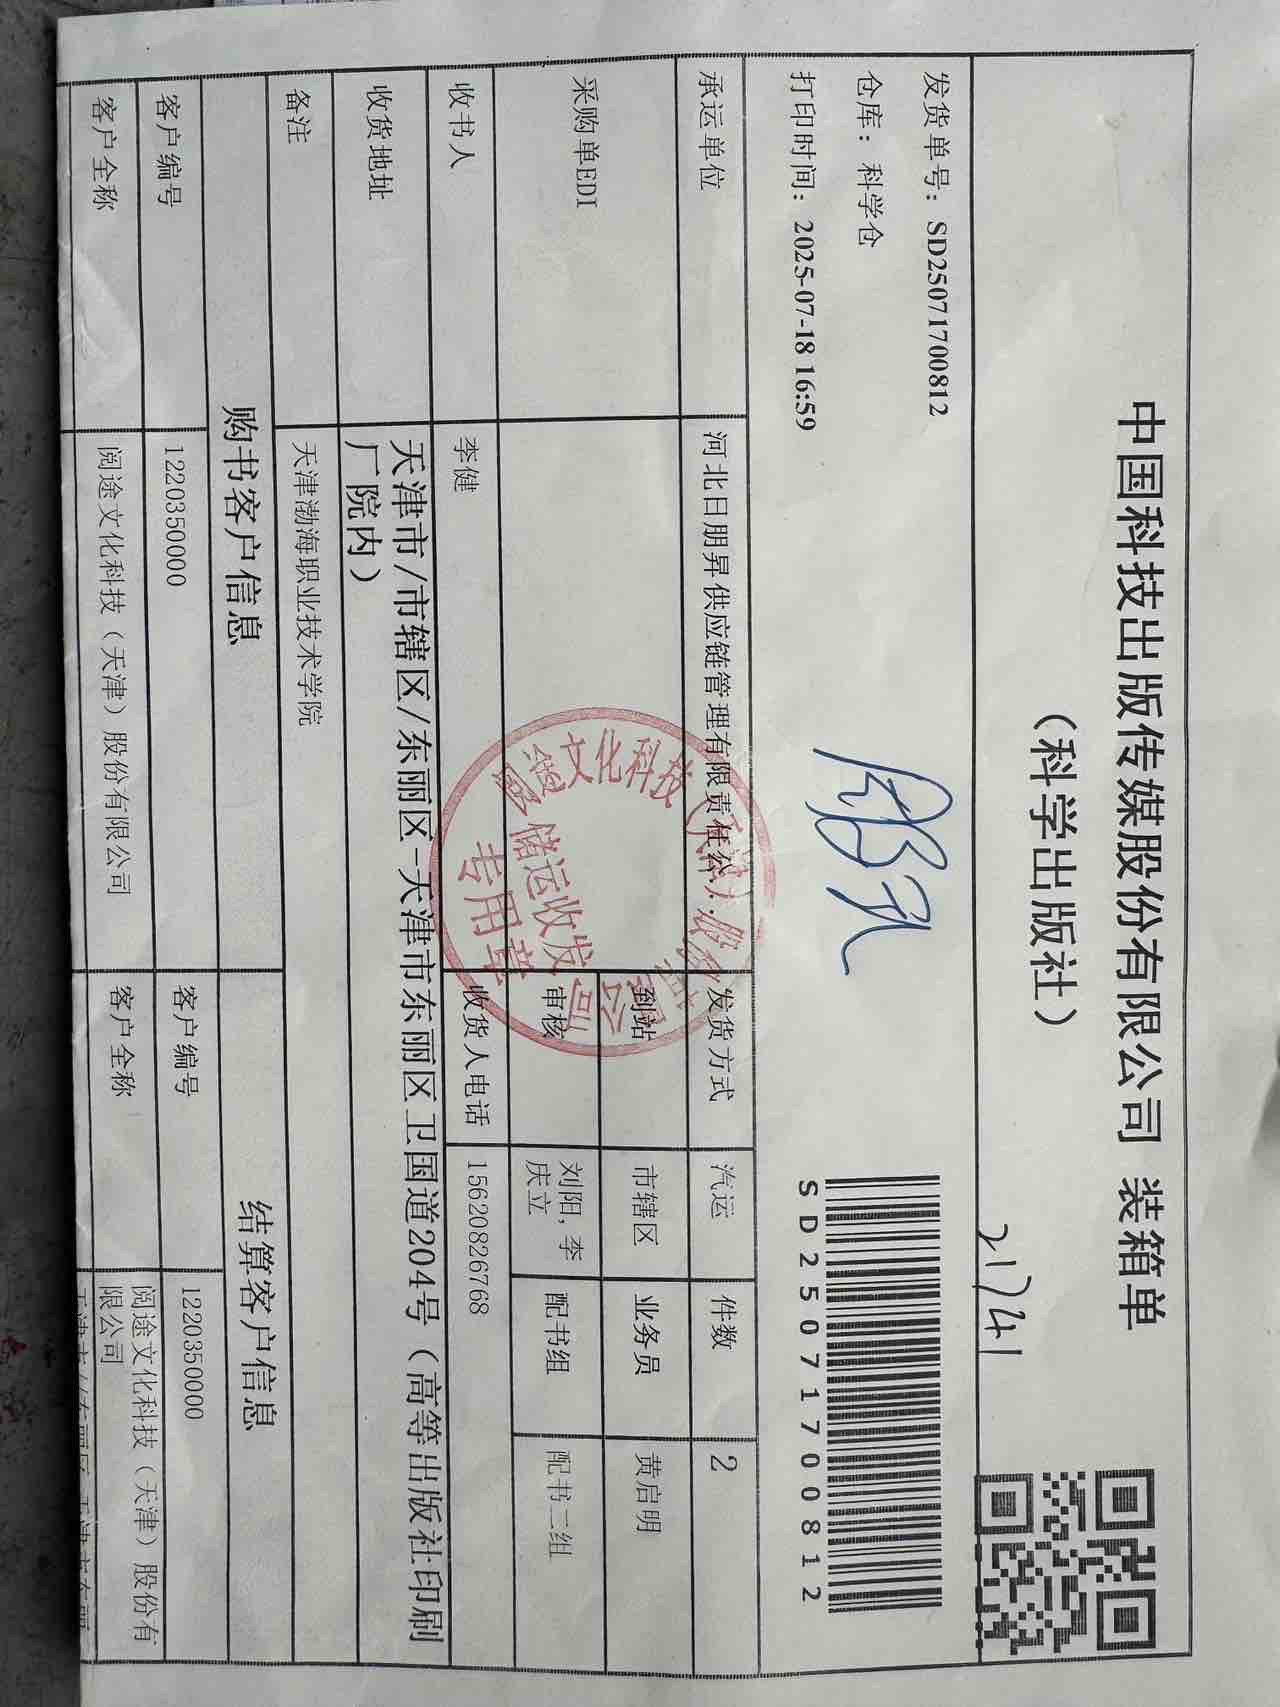 中国科技出版传媒股份有限公司 装箱单
（科学出版社）
21741
发货单号：SD25071700812
仓库：科学仓
打印时间：2025-07-18 16:59
SD25071700812
承运单位 河北日朋昇供应链管理有限责任公 发货方式 汽运 件数 2
采购单EDI 到站 市辖区 业务员 黄启明
审核 刘阳,李
庆立 配书组 配书二组
收书人 李健 收货人电话 15620826768
收货地址 天津市/市辖区/东丽区-天津市东丽区卫国道204号（高等出版社印刷
厂院内）
备注 天津渤海职业技术学院
购书客户信息 结算客户信息
客户编号 1220350000 客户编号 1220350000
客户全称 阅途文化科技（天津）股份有限公司 客户全称 阅途文化科技（天津）股份有
限公司
文化科技
储运收发
专用章